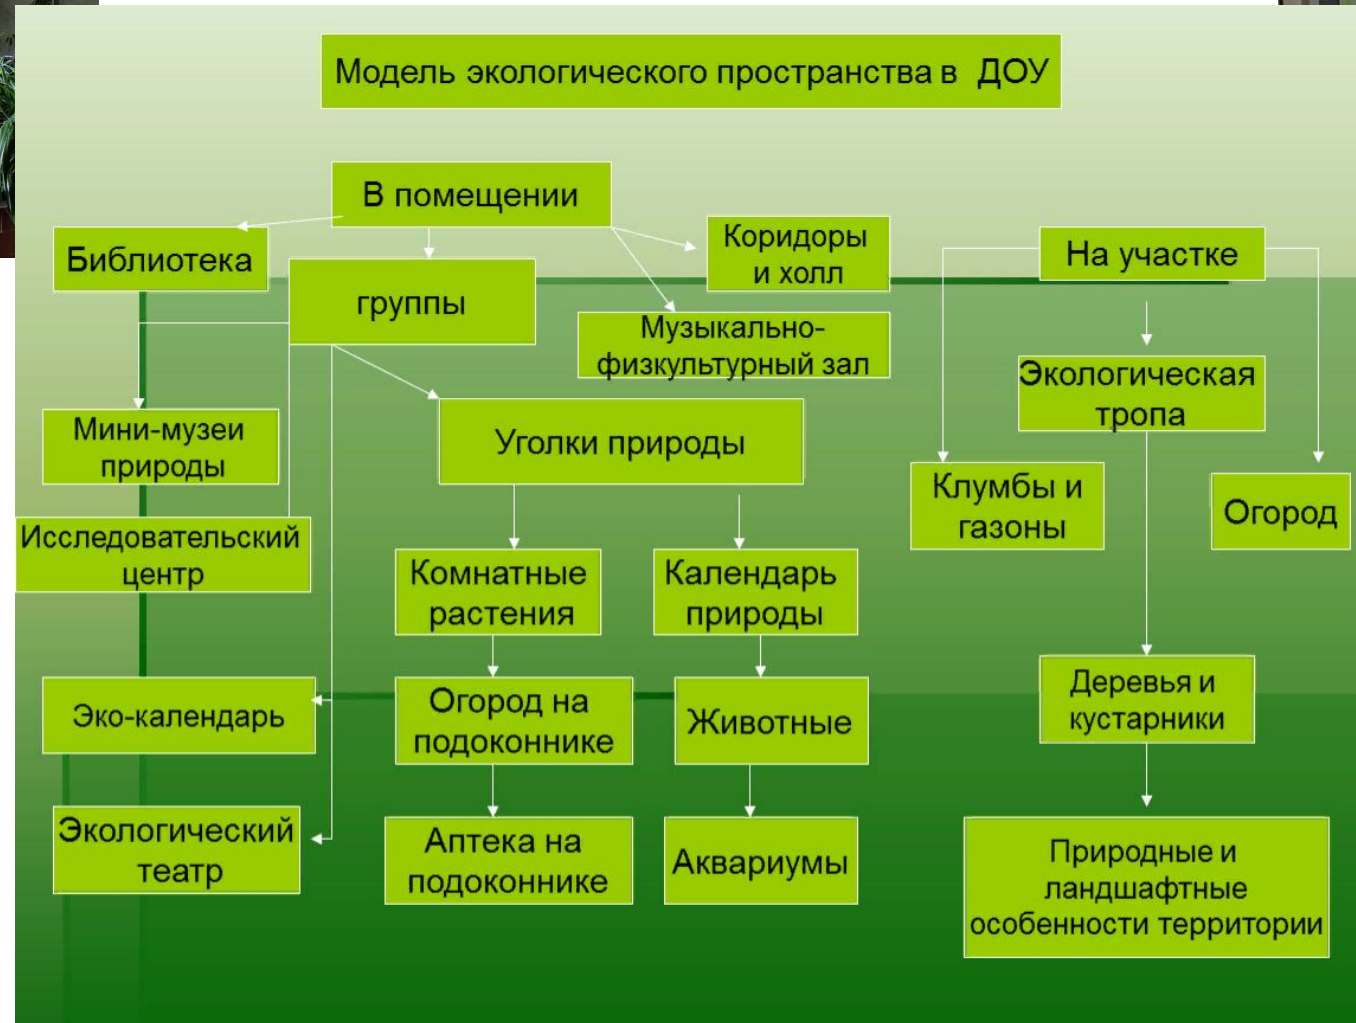 Модель экологического пространства в ДОУ
В помещении
Библиотека
группы
Коридоры
и холл
Музыкально-
физкультурный зал
На участке
Мини-музеи
природы
Уголки природы
Экологическая
тропа
Клумбы и
газоны
Огород
Исследовательский
центр
Комнатные
растения
Календарь
природы
Эко-календарь
Огород на
подоконнике
Животные
Деревья и
кустарники
Экологический
театр
Аптека на
подоконнике
Аквариумы
Природные и
ландшафтные
особенности территории